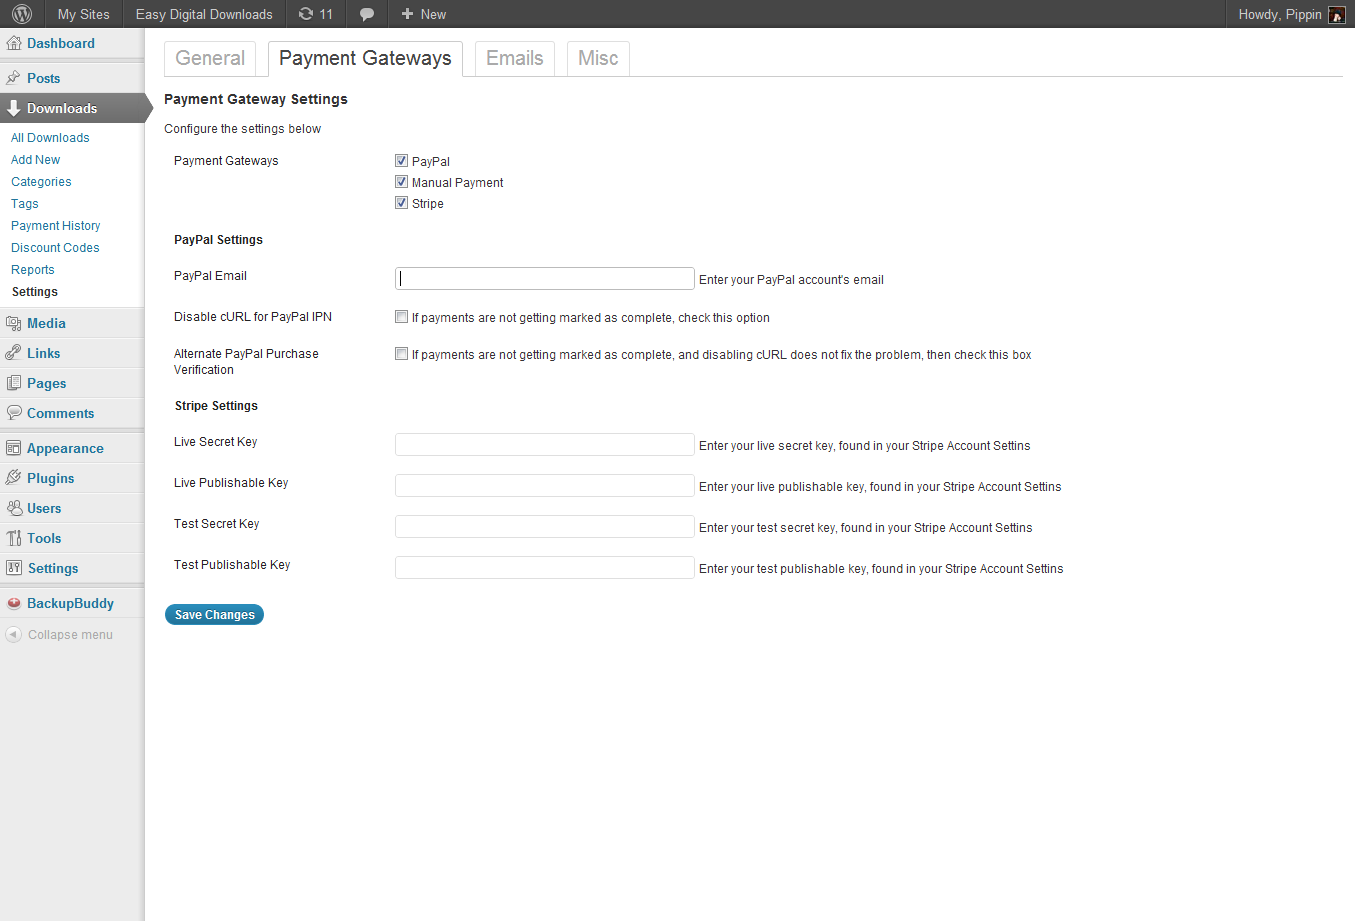 My Sites
Easy Digital Downloads
11
New
Howdy, Pippin
Dashboard
Posts
Downloads
All Downloads
Add New
Categories
Tags
Payment History
Discount Codes
Reports
Settings
Media
Links
Pages
Comments
Appearance
Plugins
Users
Tools
Settings
BackupBuddy
Collapse menu
General
Payment Gateways
Emails
Misc
Payment Gateway Settings
Configure the settings below
Payment Gateways
PayPal
Manual Payment
Stripe
PayPal Settings
PayPal Email
Enter your PayPal account's email
Disable cURL for PayPal IPN
If payments are not getting marked as complete, check this option
Alternate PayPal Purchase
Verification
If payments are not getting marked as complete, and disabling cURL does not fix the problem, then check this box
Stripe Settings
Live Secret Key
Enter your live secret key, found in your Stripe Account Settins
Live Publishable Key
Enter your live publishable key, found in your Stripe Account Settins
Test Secret Key
Enter your test secret key, found in your Stripe Account Settins
Test Publishable Key
Enter your test publishable key, found in your Stripe Account Settins
Save Changes